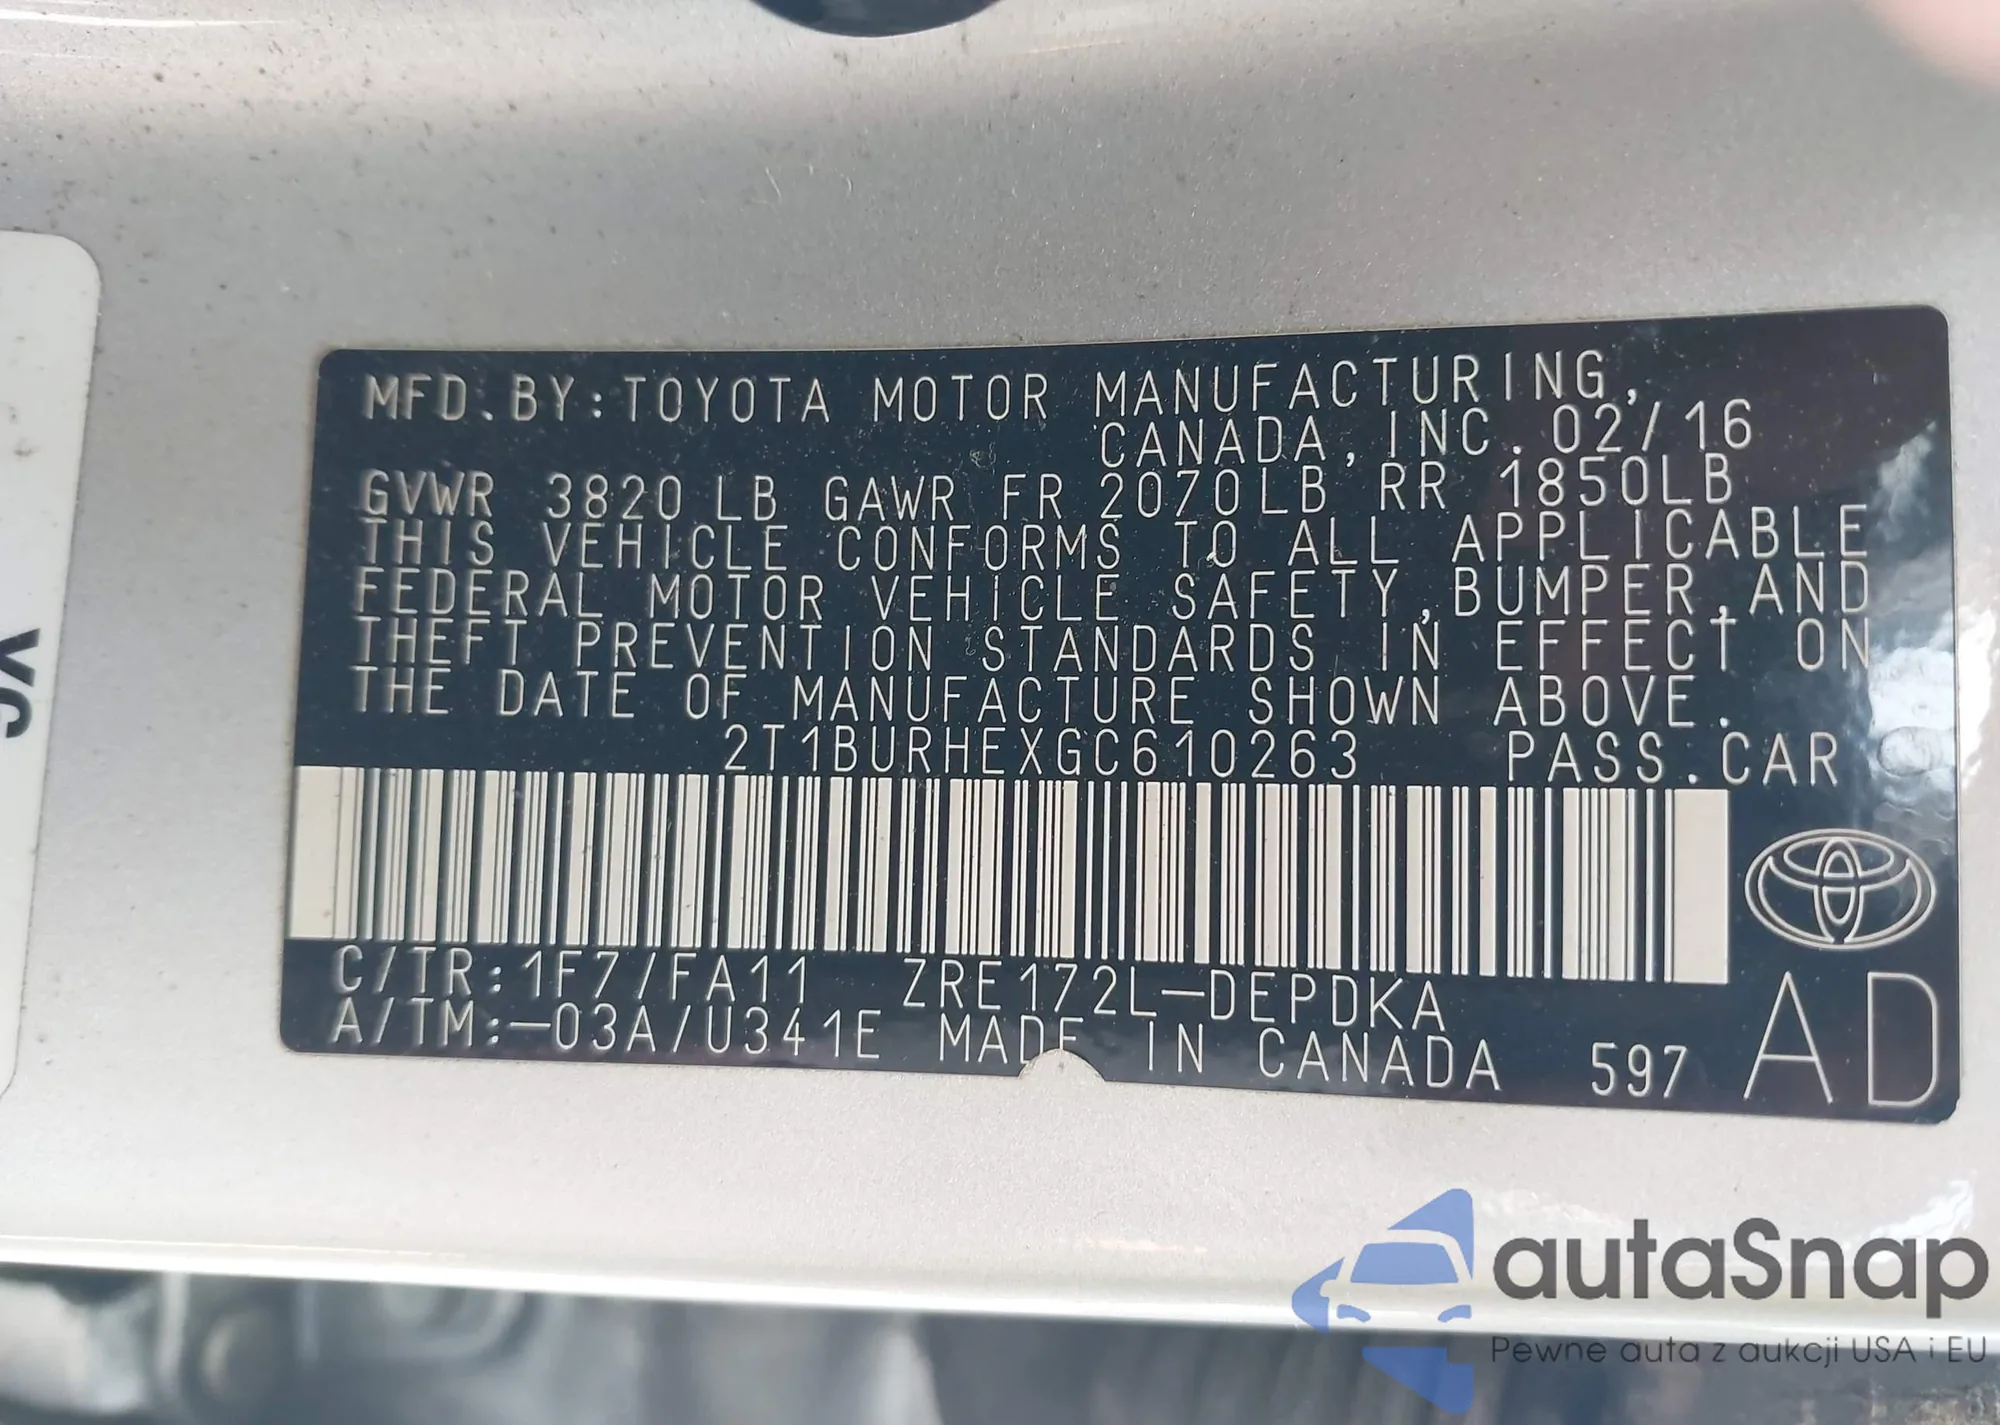 MFD. BY: TOYOTA MOTOR MANUFACTURING,
CANADA, INC. 02/16
GVWR 3820 LB GAWR FR 2070LB RR 1850LB
THIS VEHICLE CONFORMS TO ALL APPLICABLE
FEDERAL MOTOR VEHICLE SAFETY, BUMPER, AND
THEFT PREVENTION STANDARDS IN EFFECT ON
THE DATE OF MANUFACTURE SHOWN ABOVE.
2T1BURHEXGC610263 PASS. CAR
C/TR: 1F7/FA11 ZRE172L-DEPDKA
A/TM: -03A/U341E MADE IN CANADA 597 AD
autaSnap
Pewne auta z aukcji USA i EU